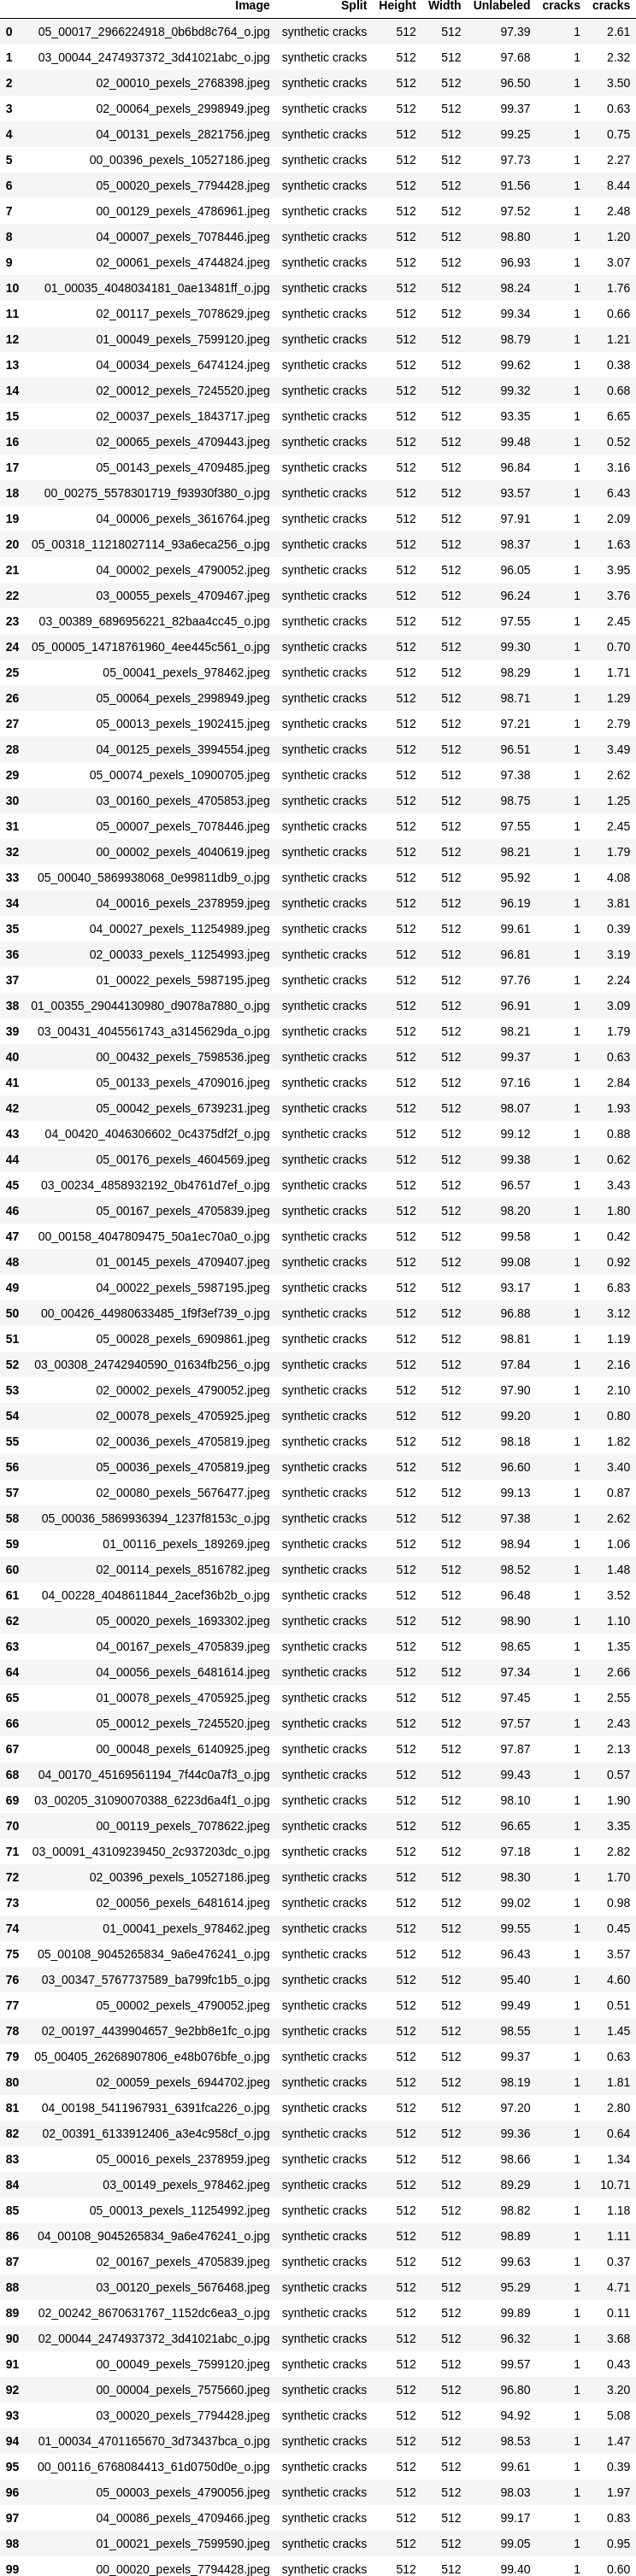 Image Split Height Width Unlabeled cracks cracks
0 05_00017_2966224918_0b6bd8c764_o.jpg synthetic cracks 512 512 97.39 1 2.61
1 03_00044_2474937372_3d41021abc_o.jpg synthetic cracks 512 512 97.68 1 2.32
2 02_00010_pexels_2768398.jpeg synthetic cracks 512 512 96.50 1 3.50
3 02_00064_pexels_2998949.jpeg synthetic cracks 512 512 99.37 1 0.63
4 04_00131_pexels_2821756.jpeg synthetic cracks 512 512 99.25 1 0.75
5 00_00396_pexels_10527186.jpeg synthetic cracks 512 512 97.73 1 2.27
6 05_00020_pexels_7794428.jpeg synthetic cracks 512 512 91.56 1 8.44
7 00_00129_pexels_4786961.jpeg synthetic cracks 512 512 97.52 1 2.48
8 04_00007_pexels_7078446.jpeg synthetic cracks 512 512 98.80 1 1.20
9 02_00061_pexels_4744824.jpeg synthetic cracks 512 512 96.93 1 3.07
10 01_00035_4048034181_0ae13481ff_o.jpg synthetic cracks 512 512 98.24 1 1.76
11 02_00117_pexels_7078629.jpeg synthetic cracks 512 512 99.34 1 0.66
12 01_00049_pexels_7599120.jpeg synthetic cracks 512 512 98.79 1 1.21
13 04_00034_pexels_6474124.jpeg synthetic cracks 512 512 99.62 1 0.38
14 02_00012_pexels_7245520.jpeg synthetic cracks 512 512 99.32 1 0.68
15 02_00037_pexels_1843717.jpeg synthetic cracks 512 512 93.35 1 6.65
16 02_00065_pexels_4709443.jpeg synthetic cracks 512 512 99.48 1 0.52
17 05_00143_pexels_4709485.jpeg synthetic cracks 512 512 96.84 1 3.16
18 00_00275_5578301719_f93930f380_o.jpg synthetic cracks 512 512 93.57 1 6.43
19 04_00006_pexels_3616764.jpeg synthetic cracks 512 512 97.91 1 2.09
20 05_00318_11218027114_93a6eca256_o.jpg synthetic cracks 512 512 98.37 1 1.63
21 04_00002_pexels_4790052.jpeg synthetic cracks 512 512 96.05 1 3.95
22 03_00055_pexels_4709467.jpeg synthetic cracks 512 512 96.24 1 3.76
23 03_00389_6896956221_82baa4cc45_o.jpg synthetic cracks 512 512 97.55 1 2.45
24 05_00005_14718761960_4ee445c561_o.jpg synthetic cracks 512 512 99.30 1 0.70
25 05_00041_pexels_978462.jpeg synthetic cracks 512 512 98.29 1 1.71
26 05_00064_pexels_2998949.jpeg synthetic cracks 512 512 98.71 1 1.29
27 05_00013_pexels_1902415.jpeg synthetic cracks 512 512 97.21 1 2.79
28 04_00125_pexels_3994554.jpeg synthetic cracks 512 512 96.51 1 3.49
29 05_00074_pexels_10900705.jpeg synthetic cracks 512 512 97.38 1 2.62
30 03_00160_pexels_4705853.jpeg synthetic cracks 512 512 98.75 1 1.25
31 05_00007_pexels_7078446.jpeg synthetic cracks 512 512 97.55 1 2.45
32 00_00002_pexels_4040619.jpeg synthetic cracks 512 512 98.21 1 1.79
33 05_00040_5869938068_0e99811db9_o.jpg synthetic cracks 512 512 95.92 1 4.08
34 04_00016_pexels_2378959.jpeg synthetic cracks 512 512 96.19 1 3.81
35 04_00027_pexels_11254989.jpeg synthetic cracks 512 512 99.61 1 0.39
36 02_00033_pexels_11254993.jpeg synthetic cracks 512 512 96.81 1 3.19
37 01_00022_pexels_5987195.jpeg synthetic cracks 512 512 97.76 1 2.24
38 01_00355_29044130980_d9078a7880_o.jpg synthetic cracks 512 512 96.91 1 3.09
39 03_00431_4045561743_a3145629da_o.jpg synthetic cracks 512 512 98.21 1 1.79
40 00_00432_pexels_7598536.jpeg synthetic cracks 512 512 99.37 1 0.63
41 05_00133_pexels_4709016.jpeg synthetic cracks 512 512 97.16 1 2.84
42 05_00042_pexels_6739231.jpeg synthetic cracks 512 512 98.07 1 1.93
43 04_00420_4046306602_0c4375df2f_o.jpg synthetic cracks 512 512 99.12 1 0.88
44 05_00176_pexels_4604569.jpeg synthetic cracks 512 512 99.38 1 0.62
45 03_00234_4858932192_0b4761d7ef_o.jpg synthetic cracks 512 512 96.57 1 3.43
46 05_00167_pexels_4705839.jpeg synthetic cracks 512 512 98.20 1 1.80
47 00_00158_4047809475_50a1ec70a0_o.jpg synthetic cracks 512 512 99.58 1 0.42
48 01_00145_pexels_4709407.jpeg synthetic cracks 512 512 99.08 1 0.92
49 04_00022_pexels_5987195.jpeg synthetic cracks 512 512 93.17 1 6.83
50 00_00426_44980633485_1f9f3ef739_o.jpg synthetic cracks 512 512 96.88 1 3.12
51 05_00028_pexels_6909861.jpeg synthetic cracks 512 512 98.81 1 1.19
52 03_00308_24742940590_01634fb256_o.jpg synthetic cracks 512 512 97.84 1 2.16
53 02_00002_pexels_4790052.jpeg synthetic cracks 512 512 97.90 1 2.10
54 02_00078_pexels_4705925.jpeg synthetic cracks 512 512 99.20 1 0.80
55 02_00036_pexels_4705819.jpeg synthetic cracks 512 512 98.18 1 1.82
56 05_00036_pexels_4705819.jpeg synthetic cracks 512 512 96.60 1 3.40
57 02_00080_pexels_5676477.jpeg synthetic cracks 512 512 99.13 1 0.87
58 05_00036_5869936394_1237f8153c_o.jpg synthetic cracks 512 512 97.38 1 2.62
59 01_00116_pexels_189269.jpeg synthetic cracks 512 512 98.94 1 1.06
60 02_00114_pexels_8516782.jpeg synthetic cracks 512 512 98.52 1 1.48
61 04_00228_4048611844_2acef36b2b_o.jpg synthetic cracks 512 512 96.48 1 3.52
62 05_00020_pexels_1693302.jpeg synthetic cracks 512 512 98.90 1 1.10
63 04_00167_pexels_4705839.jpeg synthetic cracks 512 512 98.65 1 1.35
64 04_00056_pexels_6481614.jpeg synthetic cracks 512 512 97.34 1 2.66
65 01_00078_pexels_4705925.jpeg synthetic cracks 512 512 97.45 1 2.55
66 05_00012_pexels_7245520.jpeg synthetic cracks 512 512 97.57 1 2.43
67 00_00048_pexels_6140925.jpeg synthetic cracks 512 512 97.87 1 2.13
68 04_00170_45169561194_7f44c0a7f3_o.jpg synthetic cracks 512 512 99.43 1 0.57
69 03_00205_31090070388_6223d6a4f1_o.jpg synthetic cracks 512 512 98.10 1 1.90
70 00_00119_pexels_7078622.jpeg synthetic cracks 512 512 96.65 1 3.35
71 03_00091_43109239450_2c937203dc_o.jpg synthetic cracks 512 512 97.18 1 2.82
72 02_00396_pexels_10527186.jpeg synthetic cracks 512 512 98.30 1 1.70
73 02_00056_pexels_6481614.jpeg synthetic cracks 512 512 99.02 1 0.98
74 01_00041_pexels_978462.jpeg synthetic cracks 512 512 99.55 1 0.45
75 05_00108_9045265834_9a6e476241_o.jpg synthetic cracks 512 512 96.43 1 3.57
76 03_00347_5767737589_ba799fc1b5_o.jpg synthetic cracks 512 512 95.40 1 4.60
77 05_00002_pexels_4790052.jpeg synthetic cracks 512 512 99.49 1 0.51
78 02_00197_4439904657_9e2bb8e1fc_o.jpg synthetic cracks 512 512 98.55 1 1.45
79 05_00405_26268907806_e48b076bfe_o.jpg synthetic cracks 512 512 99.37 1 0.63
80 02_00059_pexels_6944702.jpeg synthetic cracks 512 512 98.19 1 1.81
81 04_00198_5411967931_6391fca226_o.jpg synthetic cracks 512 512 97.20 1 2.80
82 02_00391_6133912406_a3e4c958cf_o.jpg synthetic cracks 512 512 99.36 1 0.64
83 05_00016_pexels_2378959.jpeg synthetic cracks 512 512 98.66 1 1.34
84 03_00149_pexels_978462.jpeg synthetic cracks 512 512 89.29 1 10.71
85 05_00013_pexels_11254992.jpeg synthetic cracks 512 512 98.82 1 1.18
86 04_00108_9045265834_9a6e476241_o.jpg synthetic cracks 512 512 98.89 1 1.11
87 02_00167_pexels_4705839.jpeg synthetic cracks 512 512 99.63 1 0.37
88 03_00120_pexels_5676468.jpeg synthetic cracks 512 512 95.29 1 4.71
89 02_00242_8670631767_1152dc6ea3_o.jpg synthetic cracks 512 512 99.89 1 0.11
90 02_00044_2474937372_3d41021abc_o.jpg synthetic cracks 512 512 96.32 1 3.68
91 00_00049_pexels_7599120.jpeg synthetic cracks 512 512 99.57 1 0.43
92 00_00004_pexels_7575660.jpeg synthetic cracks 512 512 96.80 1 3.20
93 03_00020_pexels_7794428.jpeg synthetic cracks 512 512 94.92 1 5.08
94 01_00034_4701165670_3d73437bca_o.jpg synthetic cracks 512 512 98.53 1 1.47
95 00_00116_6768084413_61d0750d0e_o.jpg synthetic cracks 512 512 99.61 1 0.39
96 05_00003_pexels_4790056.jpeg synthetic cracks 512 512 98.03 1 1.97
97 04_00086_pexels_4709466.jpeg synthetic cracks 512 512 99.17 1 0.83
98 01_00021_pexels_7599590.jpeg synthetic cracks 512 512 99.05 1 0.95
99 00_00020_pexels_7794428.jpeg synthetic cracks 512 512 99.40 1 0.60